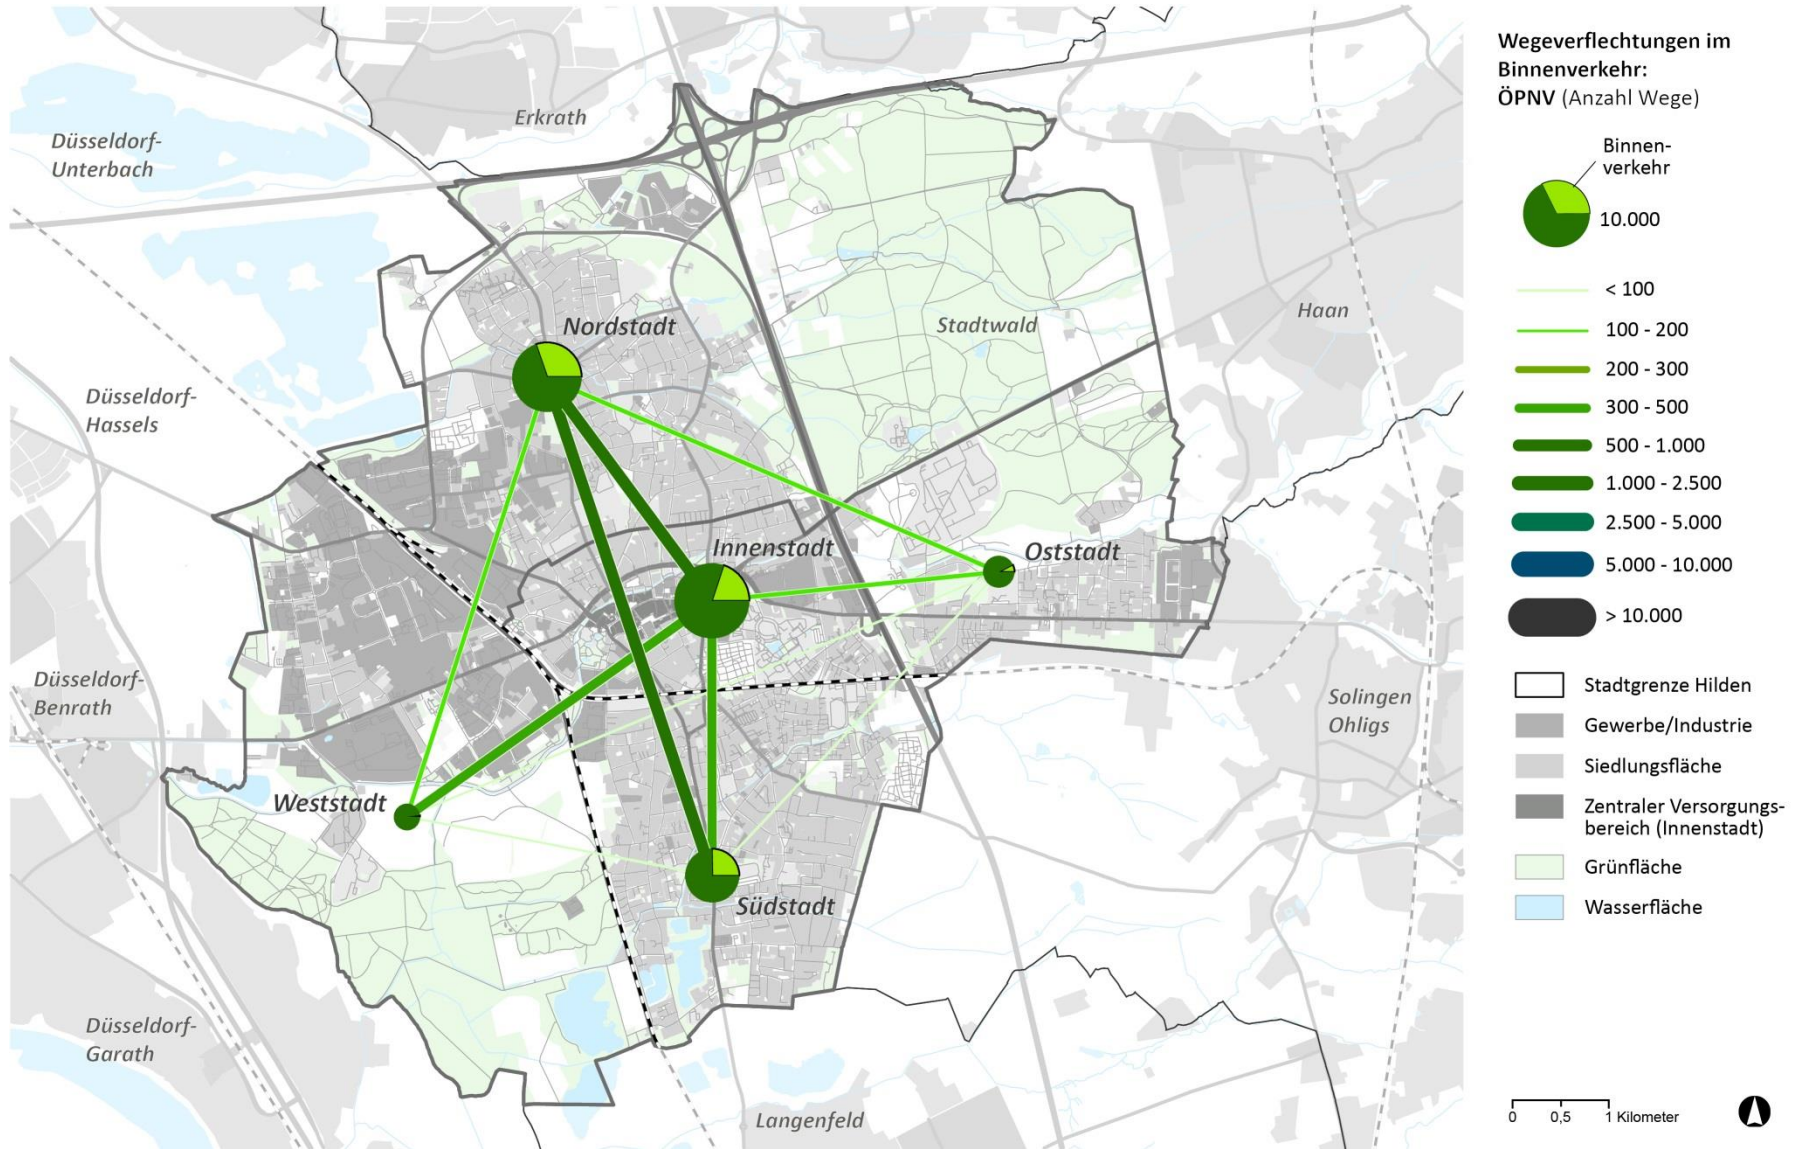 Erkrath
Düsseldorf-
Unterbach
Haan
Nordstadt
Stadtwald
Düsseldorf-
Hassels
Innenstadt
Oststadt
Düsseldorf-
Benrath
Solingen
Ohligs
Weststadt
Südstadt
Düsseldorf-
Garath
Langenfeld
Wegeverflechtungen im
Binnenverkehr:
ÖPNV (Anzahl Wege)
Binnen-
verkehr
10.000
< 100
100 - 200
200 - 300
300 - 500
500 - 1.000
1.000 - 2.500
2.500 - 5.000
5.000 - 10.000
> 10.000
Stadtgrenze Hilden
Gewerbe/Industrie
Siedlungsfläche
Zentraler Versorgungs-
bereich (Innenstadt)
Grünfläche
Wasserfläche
0 0,5 1 Kilometer